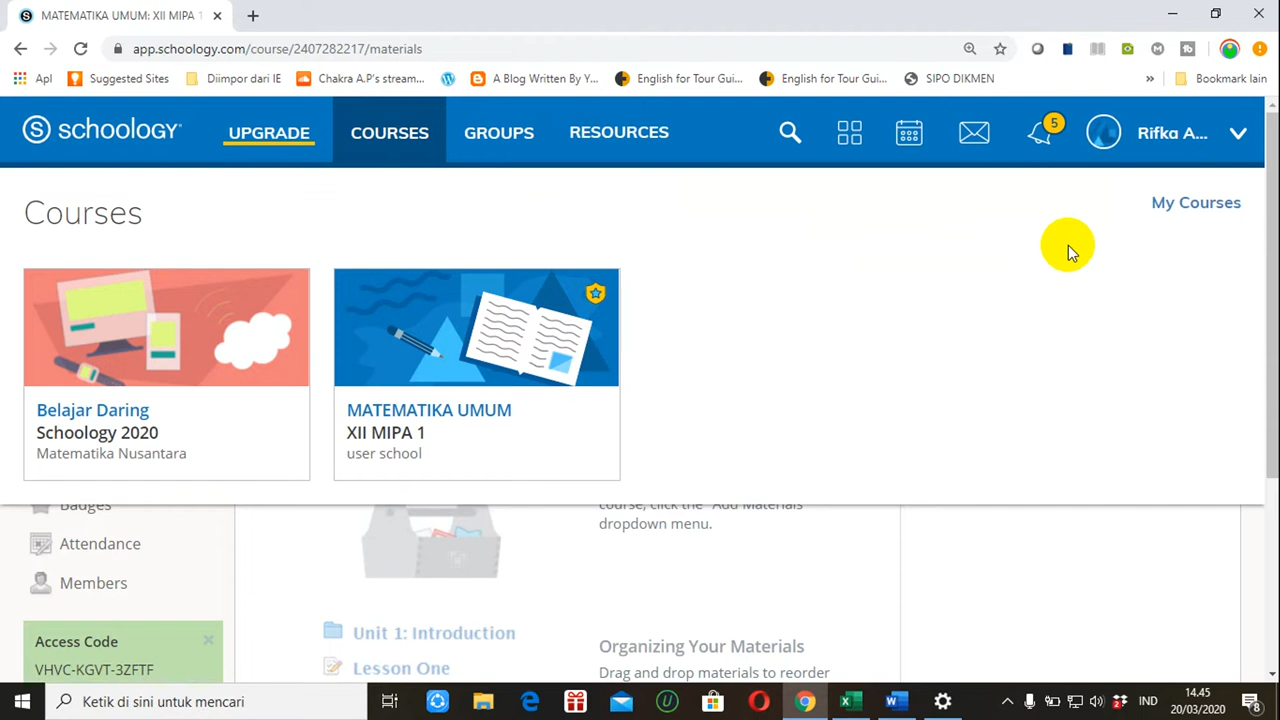 MATEMATIKA UMUM: XII MIPA 1
app.schoology.com/course/2407282217/materials
Apl
Suggested Sites
Diimpor dari IE
Chakra A.P's stream...
A Blog Written By Y...
English for Tour Gui...
English for Tour Gui...
SIPO DIKMEN
»
Bookmark lain
S schoology
UPGRADE
COURSES
GROUPS
RESOURCES
5
Rifka A...
Courses
My Courses
Belajar Daring
Schoology 2020
Matematika Nusantara
MATEMATIKA UMUM
XII MIPA 1
user school
course, click the "Add Materials
dropdown menu.
Badges
Attendance
Members
Access Code
VHVC-KGVT-3ZFTF
Unit 1: Introduction
Lesson One
Organizing Your Materials
Drag and drop materials to reorder
Ketik di sini untuk mencari
IND
14.45
20/03/2020
8